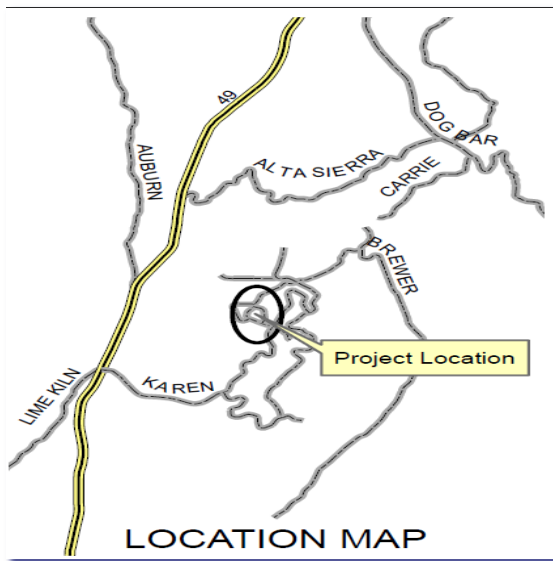 49
DOG BAR
AUBURN
ALTA SIERRA
CARRIE
BREWER
Project Location
KAREN
LIME KILN
LOCATION MAP